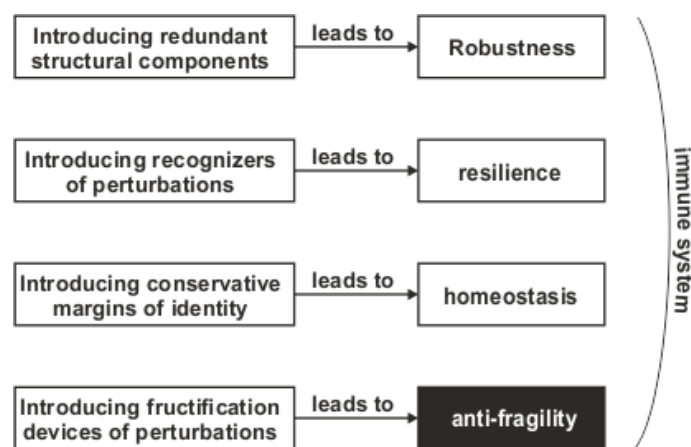 Introducing redundant
structural components
leads to
Robustness
Introducing recognizers
of perturbations
leads to
resilience
Introducing conservative
margins of identity
leads to
homeostasis
Introducing fructification
devices of perturbations
leads to
anti-fragility
immune system